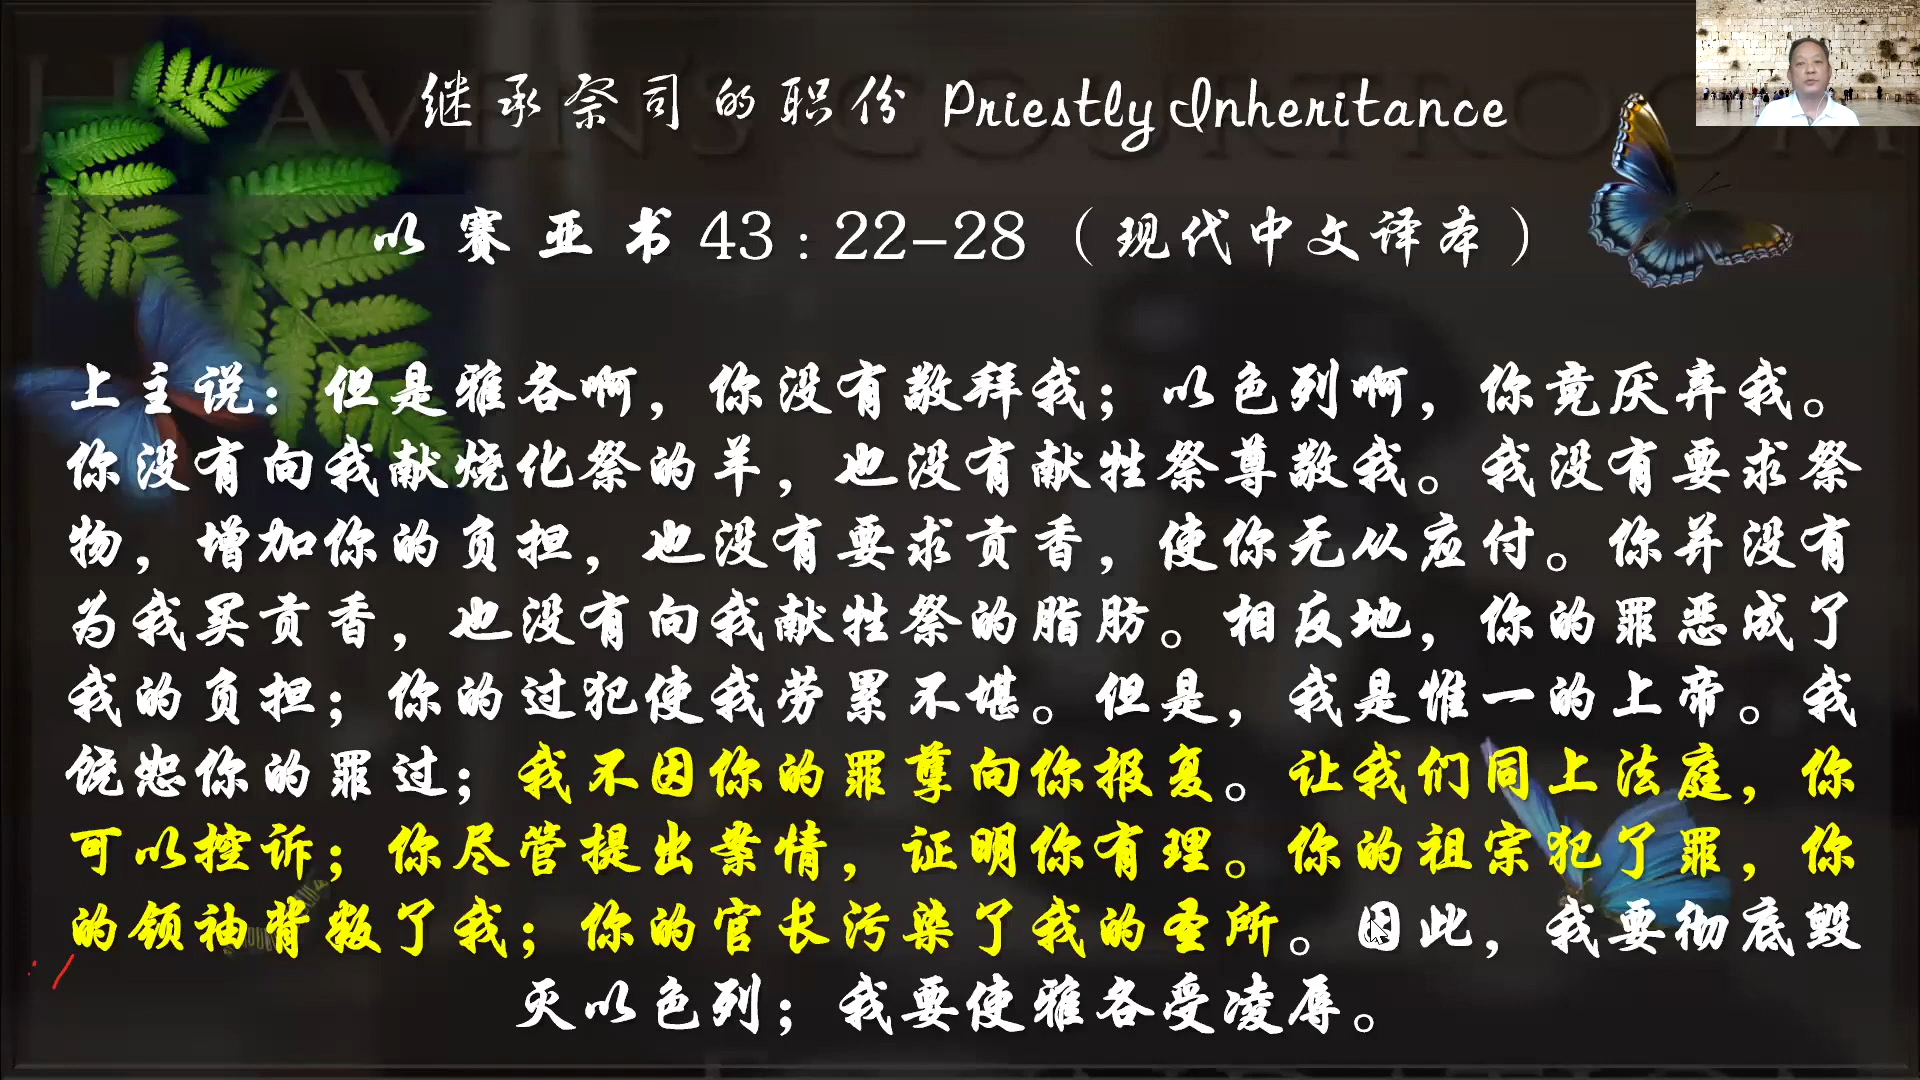 HEAVEN'S COURTROOM
继承祭司的职份 Priestly Inheritance
以赛亚书43：22-28（现代中文译本）
上主说：但是雅各啊，你没有敬拜我；以色列啊，你竟厌弃我。
你没有向我献烧化祭的羊，也没有献牲祭尊敬我。我没有要求祭
物，增加你的负担，也没有要求贡香，使你无从应付。你并没有
为我买贡香，也没有向我献牲祭的脂肪。相反地，你的罪恶成了
我的负担；你的过犯使我劳累不堪。但是，我是惟一的上帝。我
饶恕你的罪过；我不因你的罪孽向你报复。让我们同上法庭，你
可以控诉；你尽管提出案情，证明你有理。你的祖宗犯了罪，你
的领袖背叛了我；你的官长污染了我的圣所。因此，我要彻底毁
灭以色列；我要使雅各受凌辱。